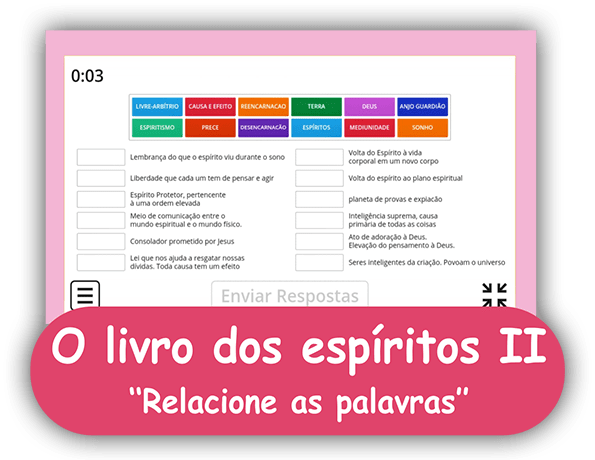 0:03
LIVRE-ARBÍTRIO CAUSA E EFEITO REENCARNACAO TERRA DEUS ANJO GUARDIÃO
ESPIRITISMO PRECE DESENCARNACÃO ESPÍRITOS MEDIUNIDADE SONHO
Lembrança do que o espírito viu durante o sono
Liberdade que cada um tem de pensar e agir
Espírito Protetor, pertencente
à uma ordem elevada
Meio de comunicação entre o
mundo espiritual e o mundo físico.
Consolador prometido por Jesus
Lei que nos ajuda a resgatar nossas
dívidas. Toda causa tem um efeito
Volta do Espírito à vida
corporal em um novo corpo
Volta do espírito ao plano espiritual
planeta de provas e expiacão
Inteligência suprema, causa
primária de todas as coisas
Ato de adoração à Deus.
Elevação do pensamento à Deus.
Seres inteligentes da criação. Povoam o universo
Enviar Respostas
O livro dos espíritos II
“Relacione as palavras”